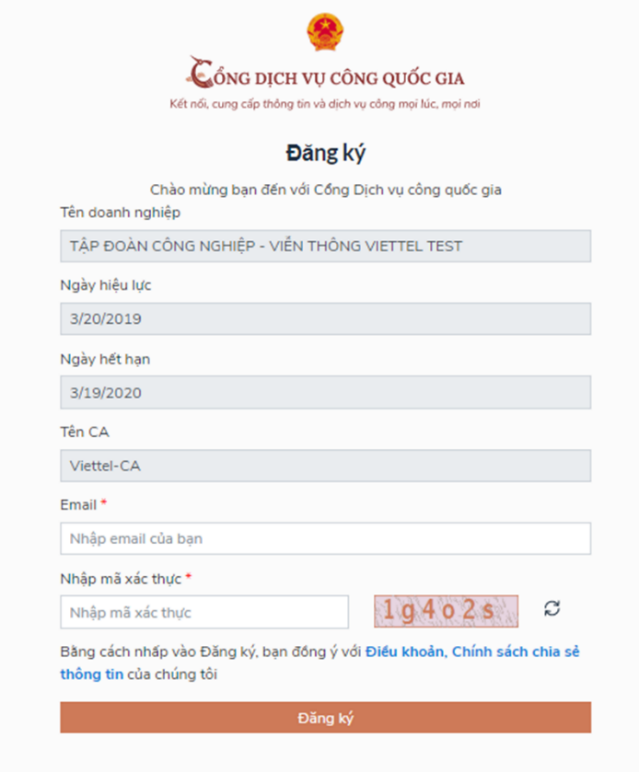 CỔNG DỊCH VỤ CÔNG QUỐC GIA
Kết nối, cung cấp thông tin và dịch vụ công mọi lúc, mọi nơi
Đăng ký
Chào mừng bạn đến với Cổng Dịch vụ công quốc gia
Tên doanh nghiệp
TẬP ĐOÀN CÔNG NGHIỆP - VIỄN THÔNG VIETTEL TEST
Ngày hiệu lực
3/20/2019
Ngày hết hạn
3/19/2020
Tên CA
Viettel-CA
Email *
Nhập email của bạn
Nhập mã xác thực *
Nhập mã xác thực 1g4o2s
Bằng cách nhấp vào Đăng ký, bạn đồng ý với Điều khoản, Chính sách chia sẻ
thông tin của chúng tôi
Đăng ký